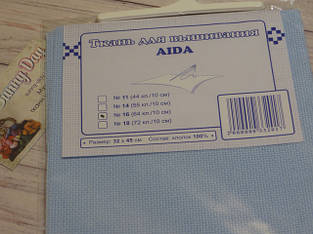 Ткань для вышивания
AIDA
№ 11 (44 кл./10 см)
№ 14 (55 кл./10 см)
№ 16 (64 кл./10 см)
№ 18 (72 кл./10 см)
Размер: 32 x 45 см Состав: хлопок 100%